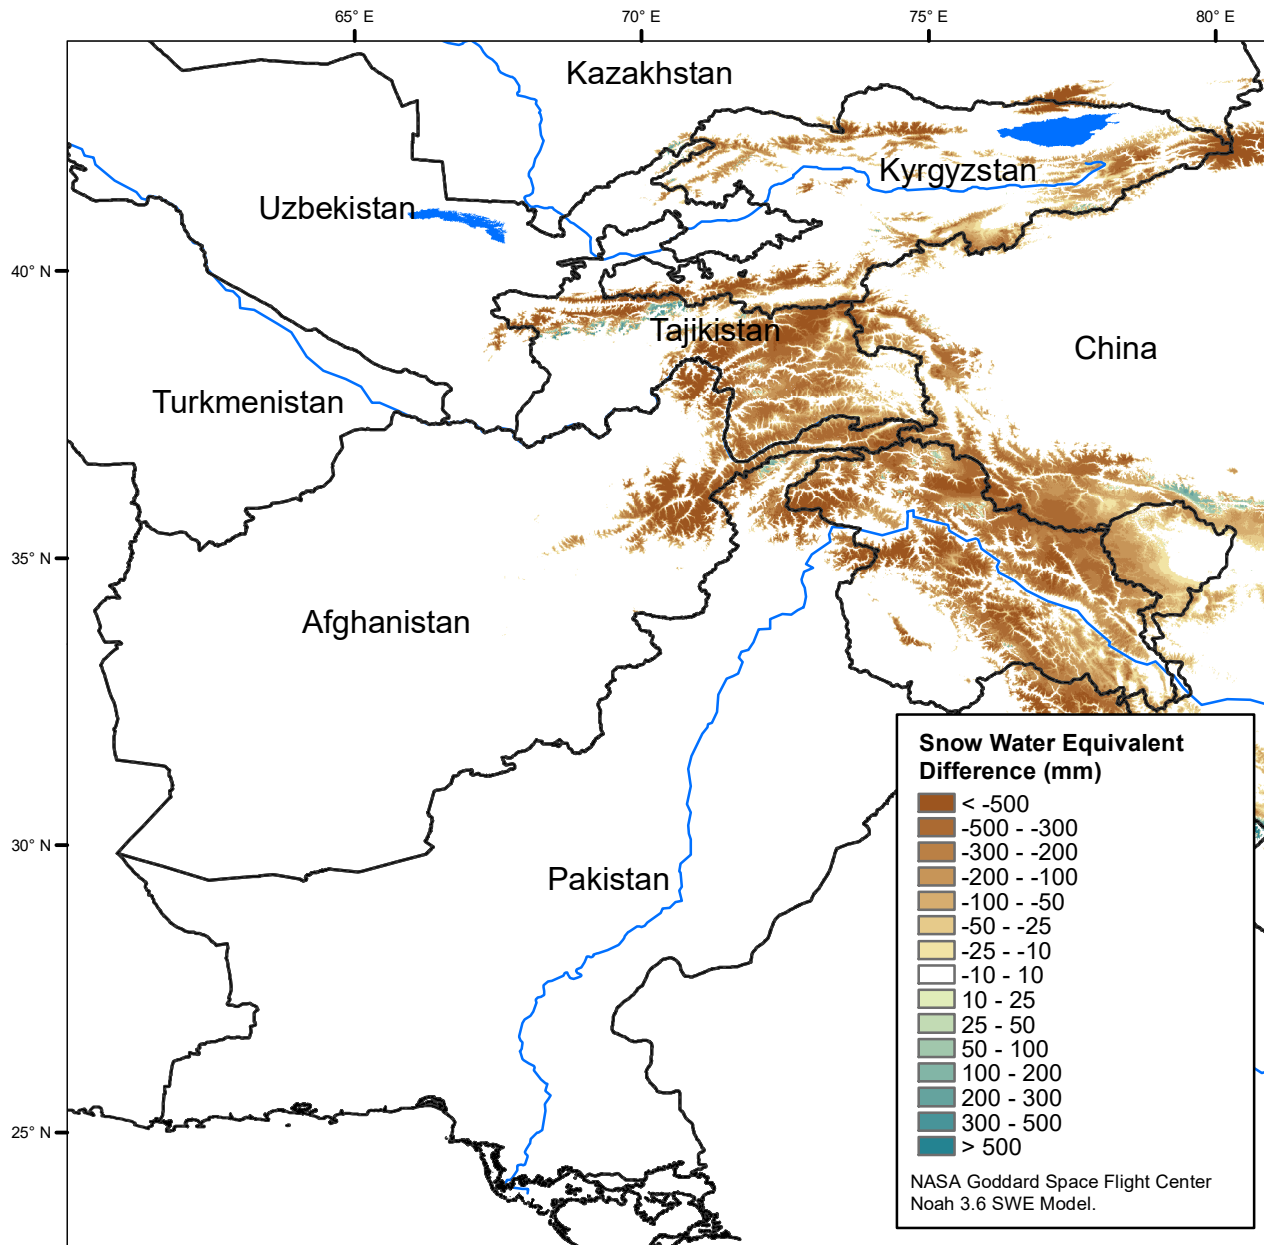 65° E
70° E
75° E
80° E
Kazakhstan
Kyrgyzstan
Uzbekistan
40° N
Tajikistan
China
Turkmenistan
35° N
Afghanistan
Snow Water Equivalent
Difference (mm)
< -500
-500 - -300
-300 - -200
-200 - -100
-100 - -50
-50 - -25
-25 - -10
-10 - 10
10 - 25
25 - 50
50 - 100
100 - 200
200 - 300
300 - 500
> 500
30° N
Pakistan
25° N
NASA Goddard Space Flight Center
Noah 3.6 SWE Model.